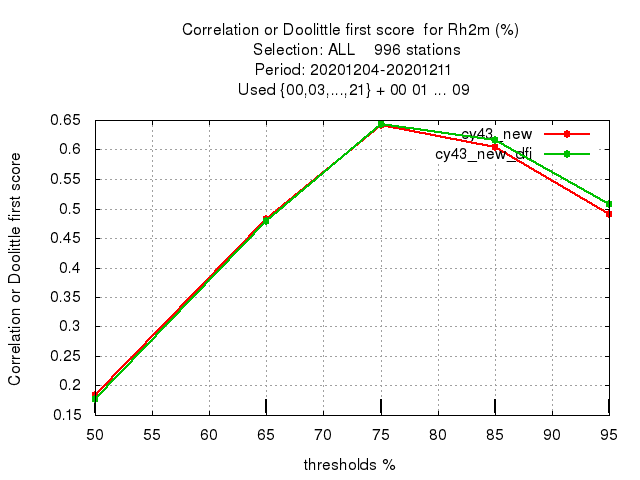 Correlation or Doolittle first score  for Rh2m (%)
Selection: ALL    996 stations
Period: 20201204-20201211
Used {00,03,...,21} + 00 01 ... 09
Correlation or Doolittle first score
0.65
0.6
0.55
0.5
0.45
0.4
0.35
0.3
0.25
0.2
0.15
cy43_new
cy43_new_dfi
50 55 60 65 70 75 80 85 90 95
thresholds %